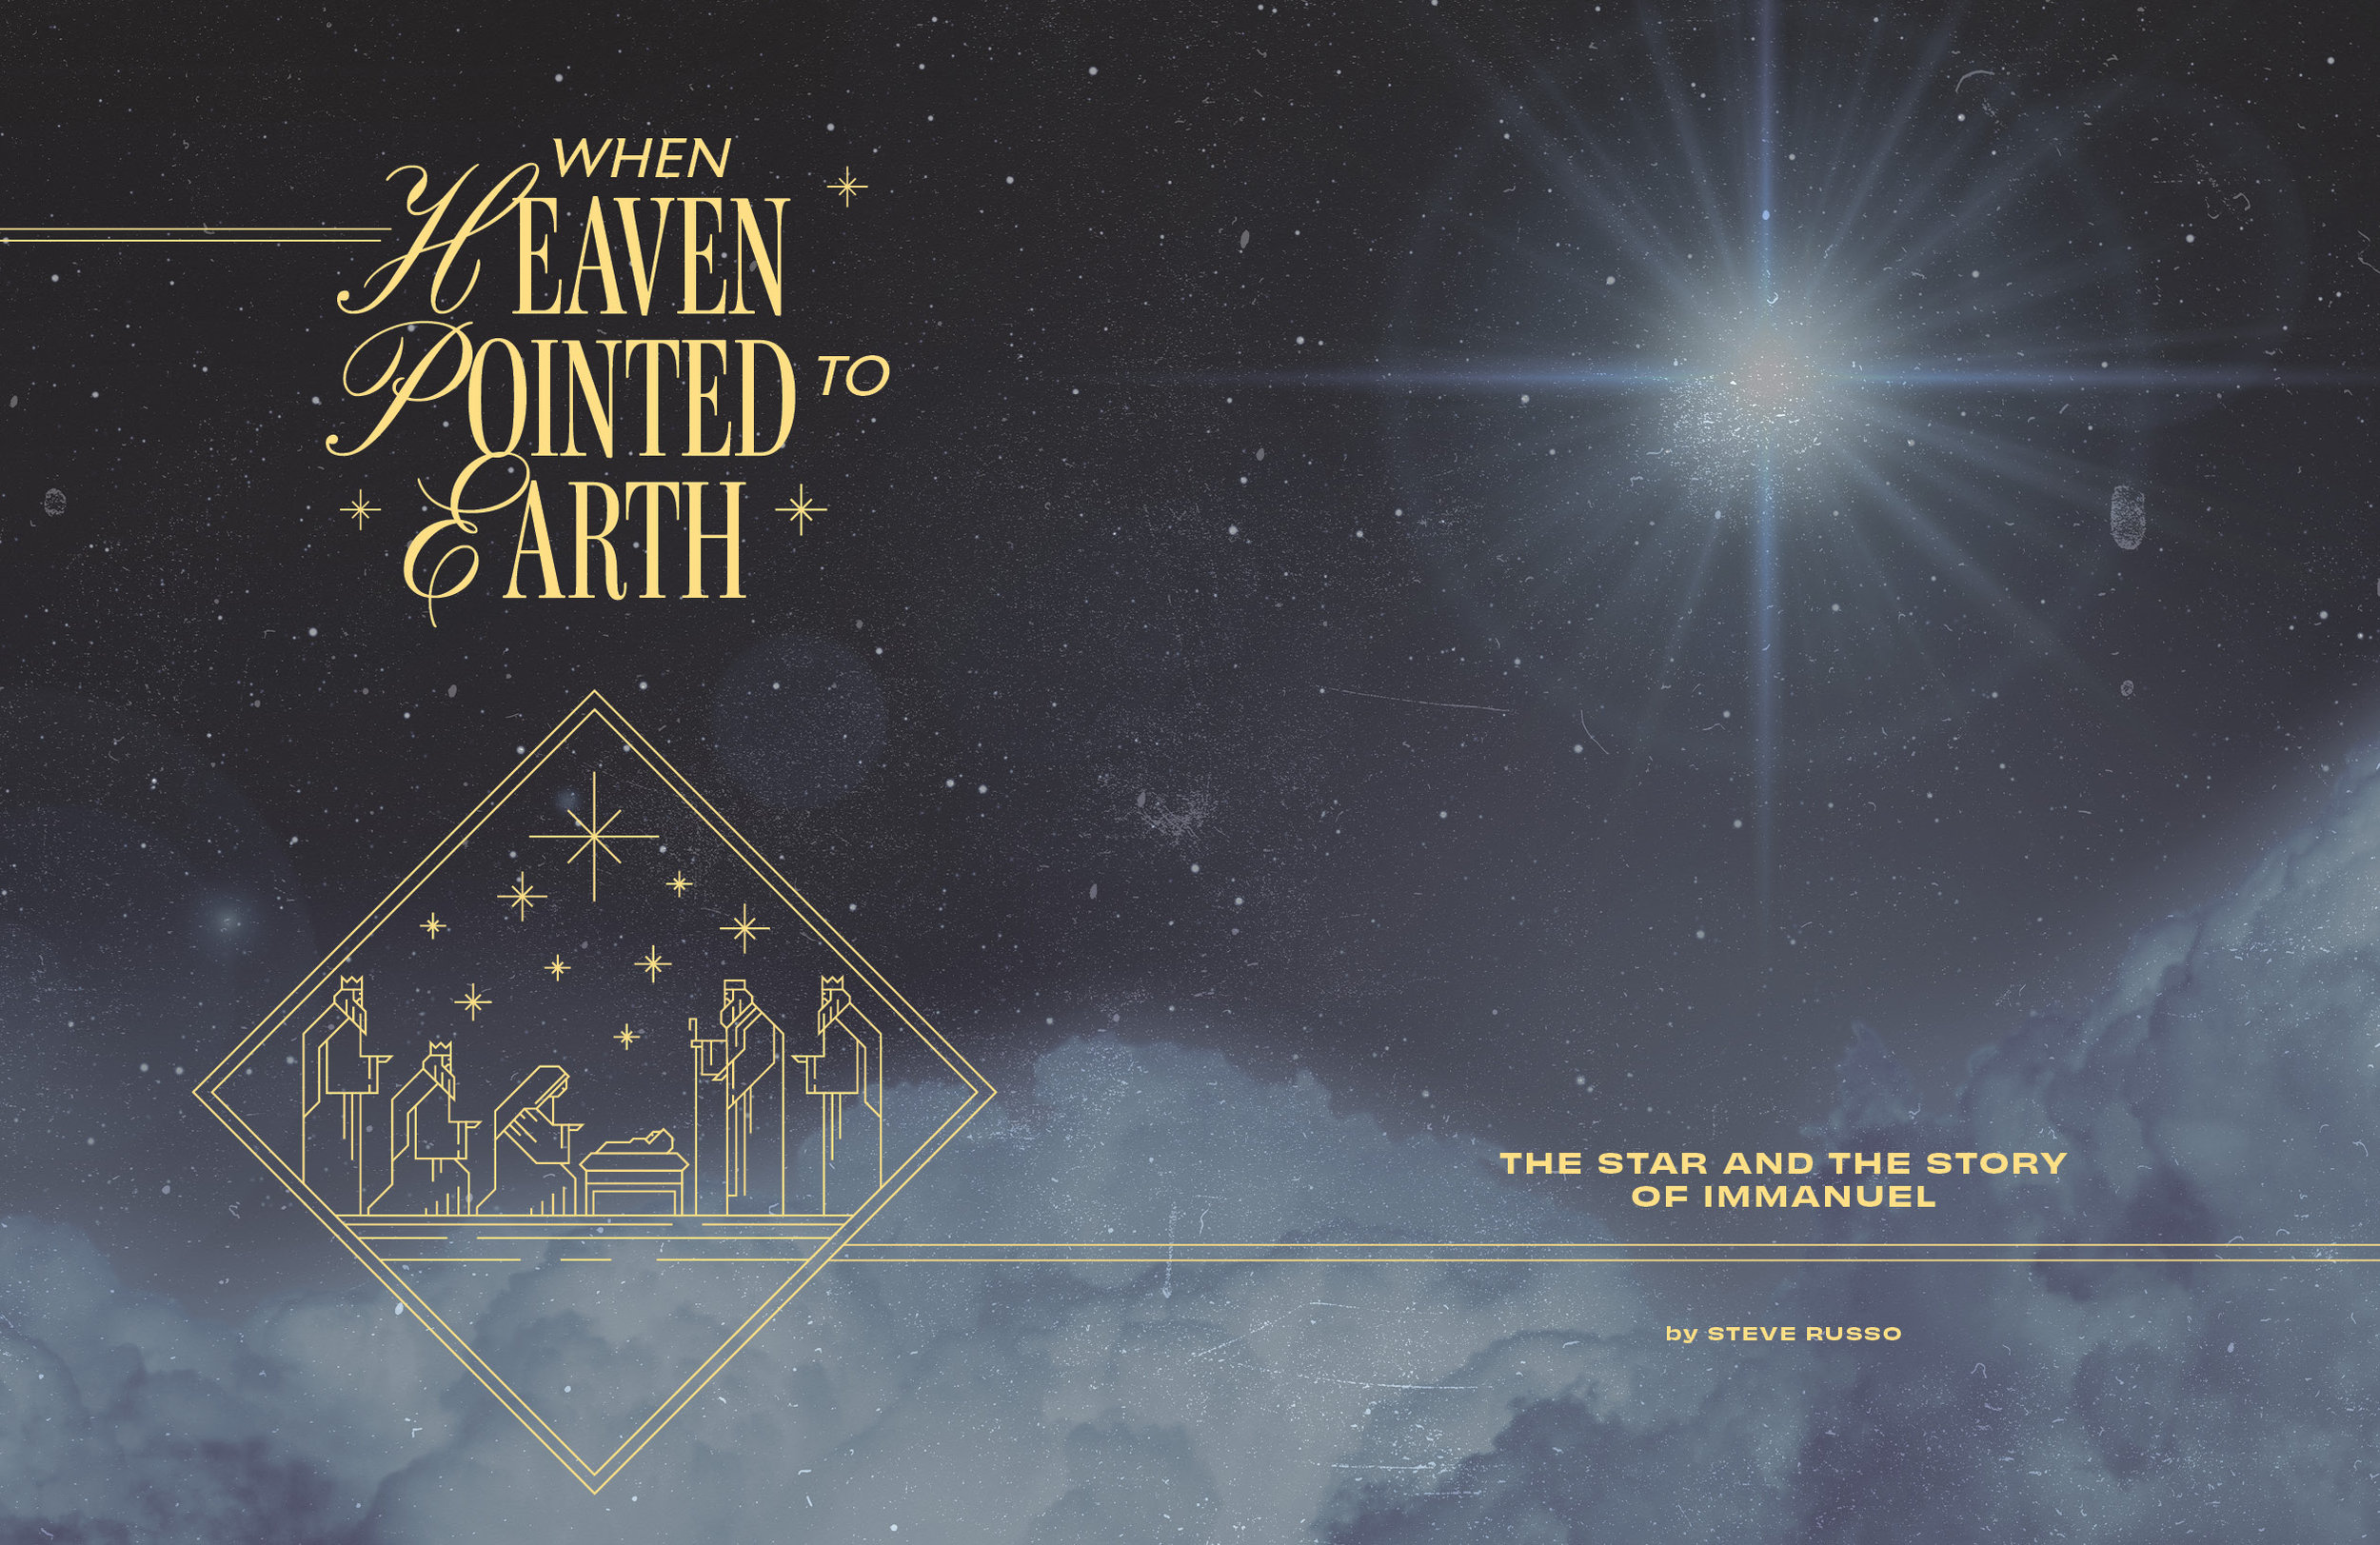 WHEN
HEAVEN
POINTED TO
EARTH
THE STAR AND THE STORY
OF IMMANUEL
by STEVE RUSSO